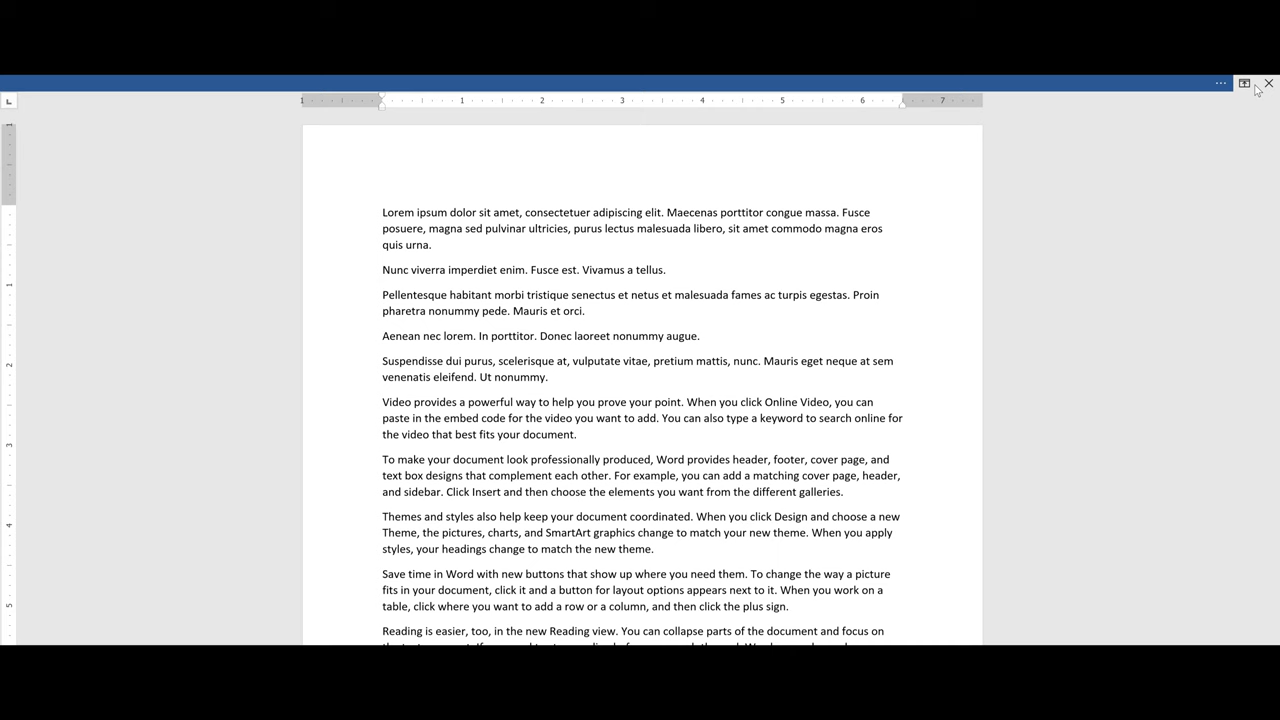 1 1 2 3 4 5 6 7
1
1
2
3
4
5
Lorem ipsum dolor sit amet, consectetuer adipiscing elit. Maecenas porttitor congue massa. Fusce
posuere, magna sed pulvinar ultricies, purus lectus malesuada libero, sit amet commodo magna eros
quis urna.
Nunc viverra imperdiet enim. Fusce est. Vivamus a tellus.
Pellentesque habitant morbi tristique senectus et netus et malesuada fames ac turpis egestas. Proin
pharetra nonummy pede. Mauris et orci.
Aenean nec lorem. In porttitor. Donec laoreet nonummy augue.
Suspendisse dui purus, scelerisque at, vulputate vitae, pretium mattis, nunc. Mauris eget neque at sem
venenatis eleifend. Ut nonummy.
Video provides a powerful way to help you prove your point. When you click Online Video, you can
paste in the embed code for the video you want to add. You can also type a keyword to search online for
the video that best fits your document.
To make your document look professionally produced, Word provides header, footer, cover page, and
text box designs that complement each other. For example, you can add a matching cover page, header,
and sidebar. Click Insert and then choose the elements you want from the different galleries.
Themes and styles also help keep your document coordinated. When you click Design and choose a new
Theme, the pictures, charts, and SmartArt graphics change to match your new theme. When you apply
styles, your headings change to match the new theme.
Save time in Word with new buttons that show up where you need them. To change the way a picture
fits in your document, click it and a button for layout options appears next to it. When you work on a
table, click where you want to add a row or a column, and then click the plus sign.
Reading is easier, too, in the new Reading view. You can collapse parts of the document and focus on